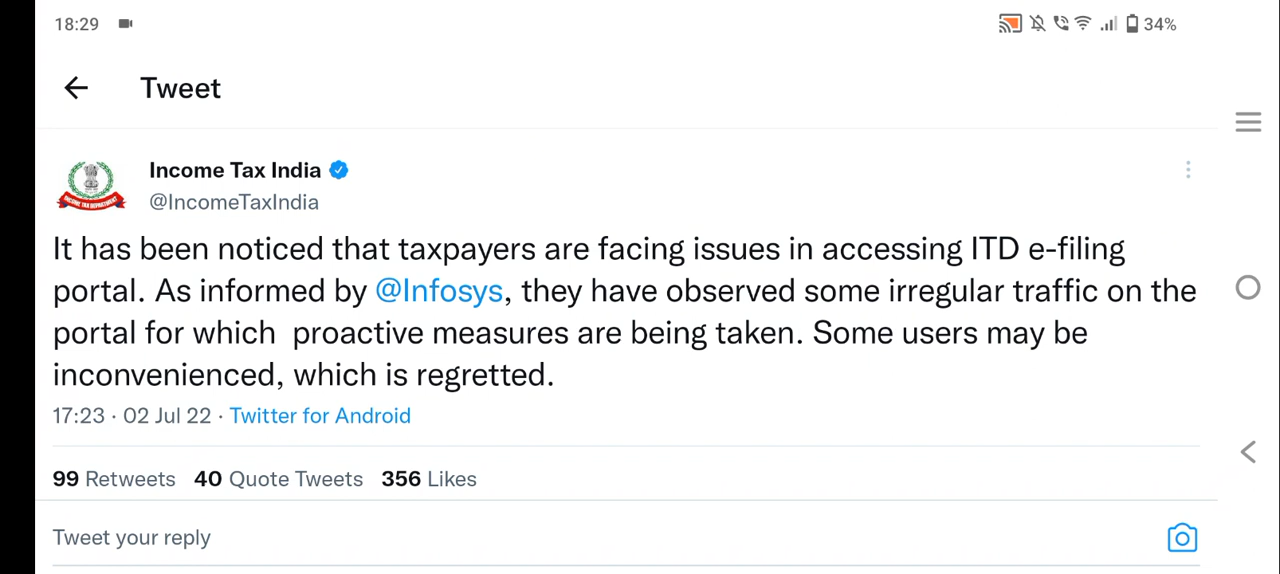 18:29 34%
Tweet
Income Tax India
@IncomeTaxIndia
It has been noticed that taxpayers are facing issues in accessing ITD e-filing
portal. As informed by @Infosys, they have observed some irregular traffic on the
portal for which  proactive measures are being taken. Some users may be
inconvenienced, which is regretted.
17:23 · 02 Jul 22 · Twitter for Android
99 Retweets 40 Quote Tweets 356 Likes
Tweet your reply